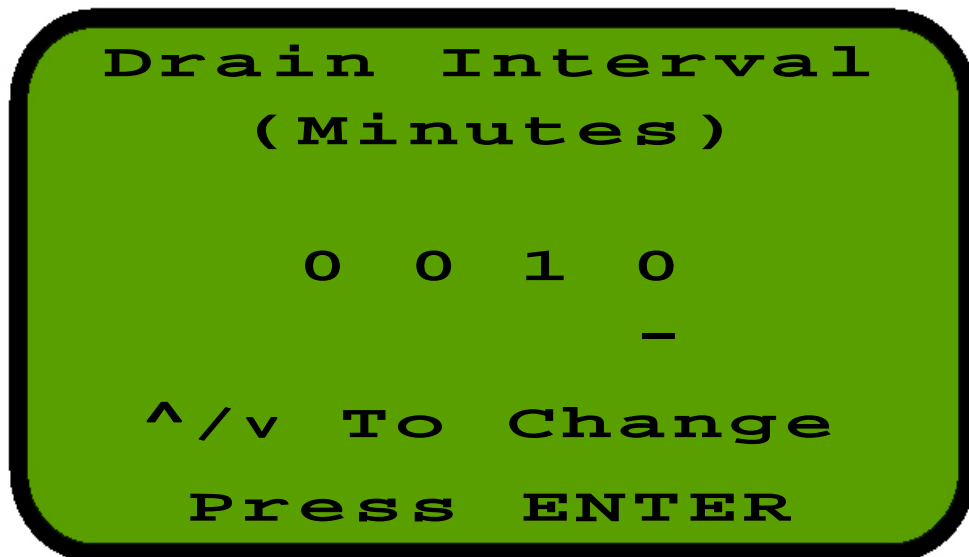 Drain Interval
(Minutes)
0 0 1 0
_
^/v To Change
Press ENTER